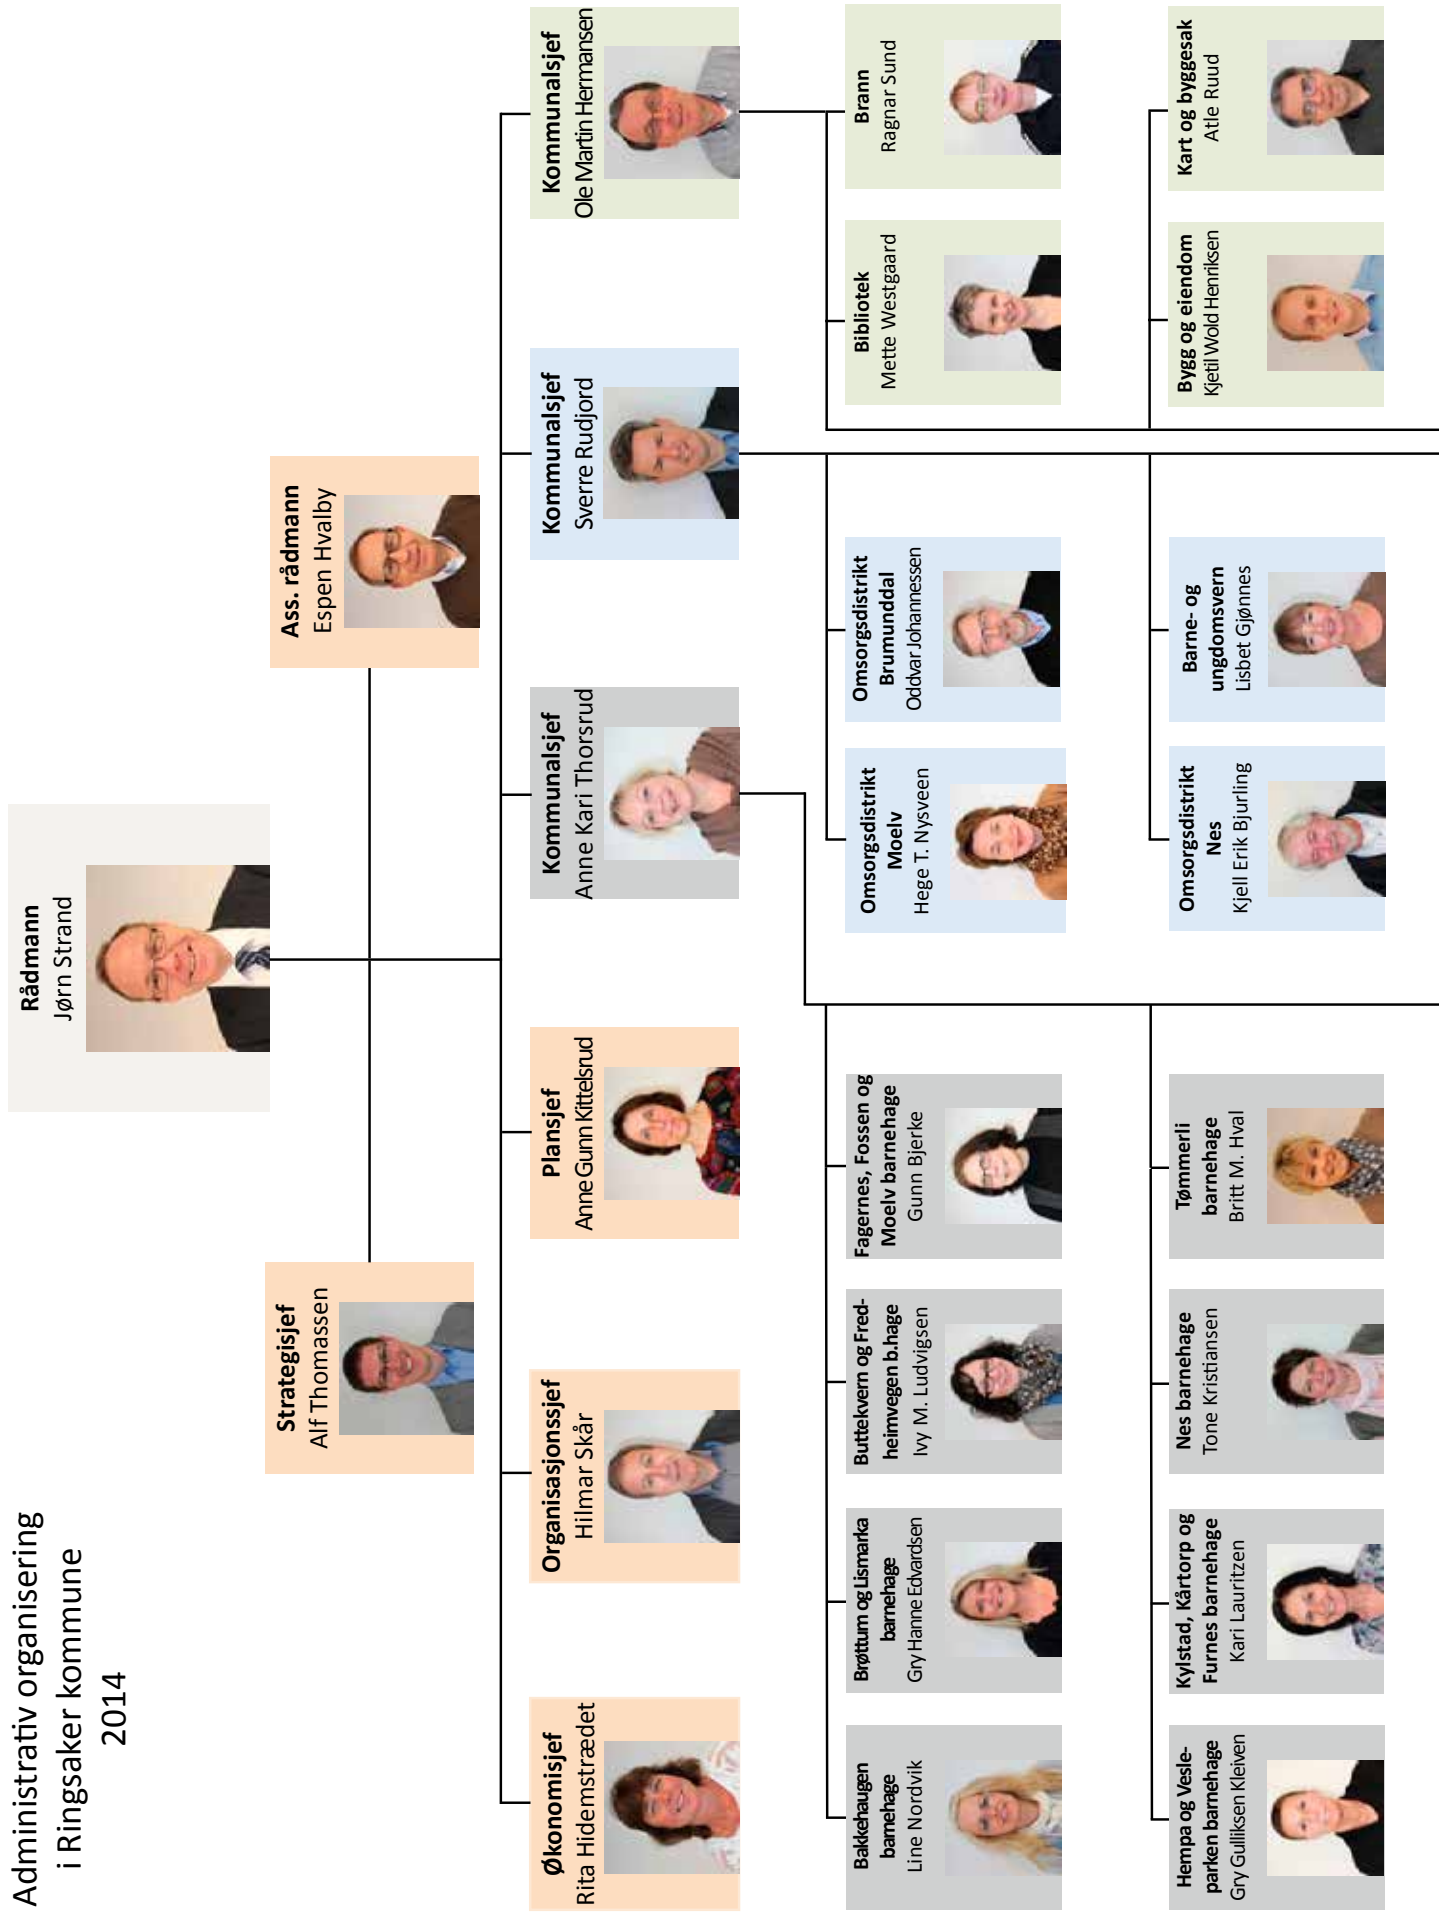 Administrativ organisering
i Ringsaker kommune
2014
Rådmann
Jørn Strand
Strategisjef
Alf Thomassen
Ass. rådmann
Espen Hvalby
Økonomisjef
Rita Hidemstrædet
Organisasjonssjef
Hilmar Skår
Plansjef
Anne Gunn Kittelsrud
Kommunalsjef
Anne Kari Thorsrud
Kommunalsjef
Sverre Rudjord
Kommunalsjef
Ole Martin Hermansen
Bakkehaugen
barnehage
Line Nordvik
Brøttum og Lismarka
barnehage
Gry Hanne Edvardsen
Buttekvern og Fred-
heimvegen b.hage
Ivy M. Ludvigsen
Fagernes, Fossen og
Moelv barnehage
Gunn Bjerke
Omsorgsdistrikt
Moelv
Hege T. Nysveen
Omsorgsdistrikt
Brumunddal
Oddvar Johannessen
Bibliotek
Mette Westgaard
Brann
Ragnar Sund
Hempa og Vesle-
parken barnehage
Gry Gulliksen Kleiven
Kylstad, Kårtorp og
Furnes barnehage
Kari Lauritzen
Nes barnehage
Tone Kristiansen
Tømmerli
barnehage
Britt M. Hval
Omsorgsdistrikt
Nes
Kjell Erik Bjurling
Barne- og
ungdomsvern
Lisbet Gjønnes
Bygg og eiendom
Kjetil Wold Henriksen
Kart og byggesak
Atle Ruud